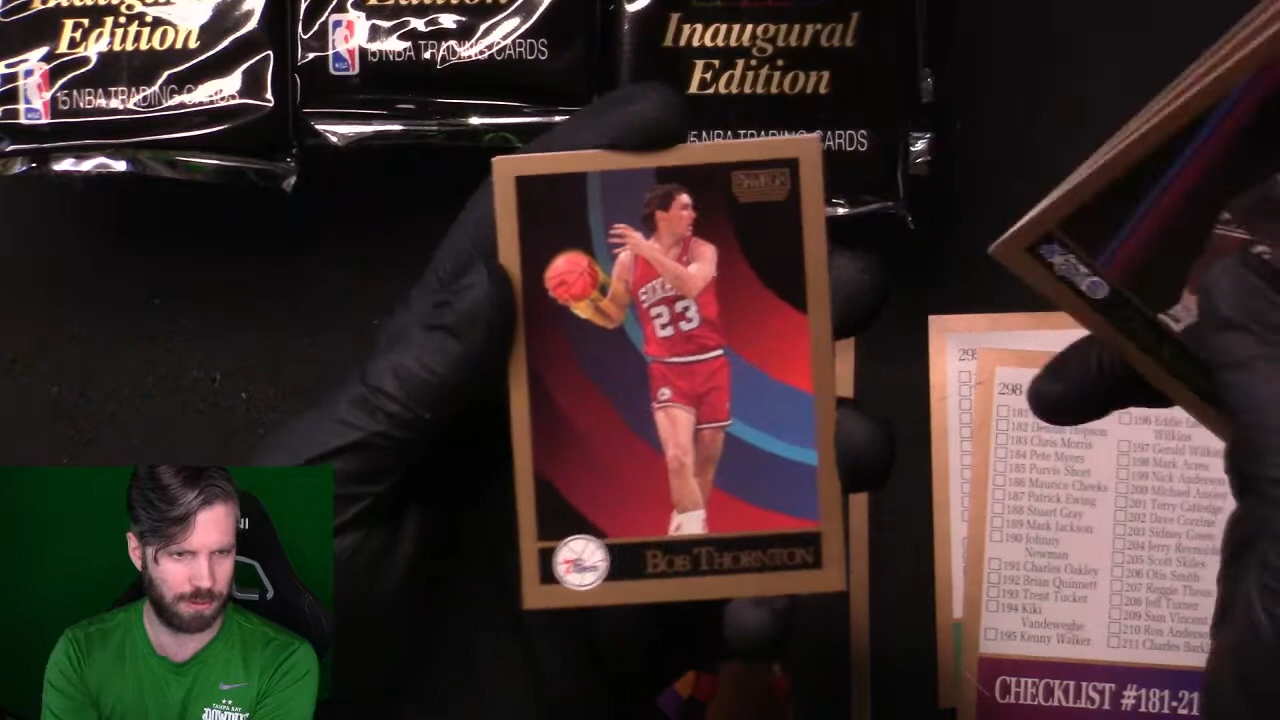 Edition
15 NBA TRADING CARDS
Edition
15 NBA TRADING CARDS
Inaugural
Edition
15 NBA TRADING CARDS
SIXERS
23
BOB THORNTON
298
182 Dennis Hopson
183 Chris Morris
184 Pete Myers
185 Purvis Short
186 Maurice Cheeks
187 Patrick Ewing
188 Stuart Gray
189 Mark Jackson
190 Johnny
Newman
191 Charles Oakley
192 Brian Quinnett
193 Trent Tucker
194 Kiki
Vandeweghe
195 Kenny Walker
196 Eddie Lee
Wilkins
197 Gerald Wilkins
198 Mark Acres
199 Nick Anderson
200 Michael Ansley
201 Terry Catledge
202 Dave Corzine
203 Sidney Green
204 Jerry Reynolds
205 Scott Skiles
206 Otis Smith
207 Reggie Theus
208 Jeff Turner
209 Sam Vincent
210 Ron Anderson
211 Charles Barkl
CHECKLIST #181-21
TAMPA BAY